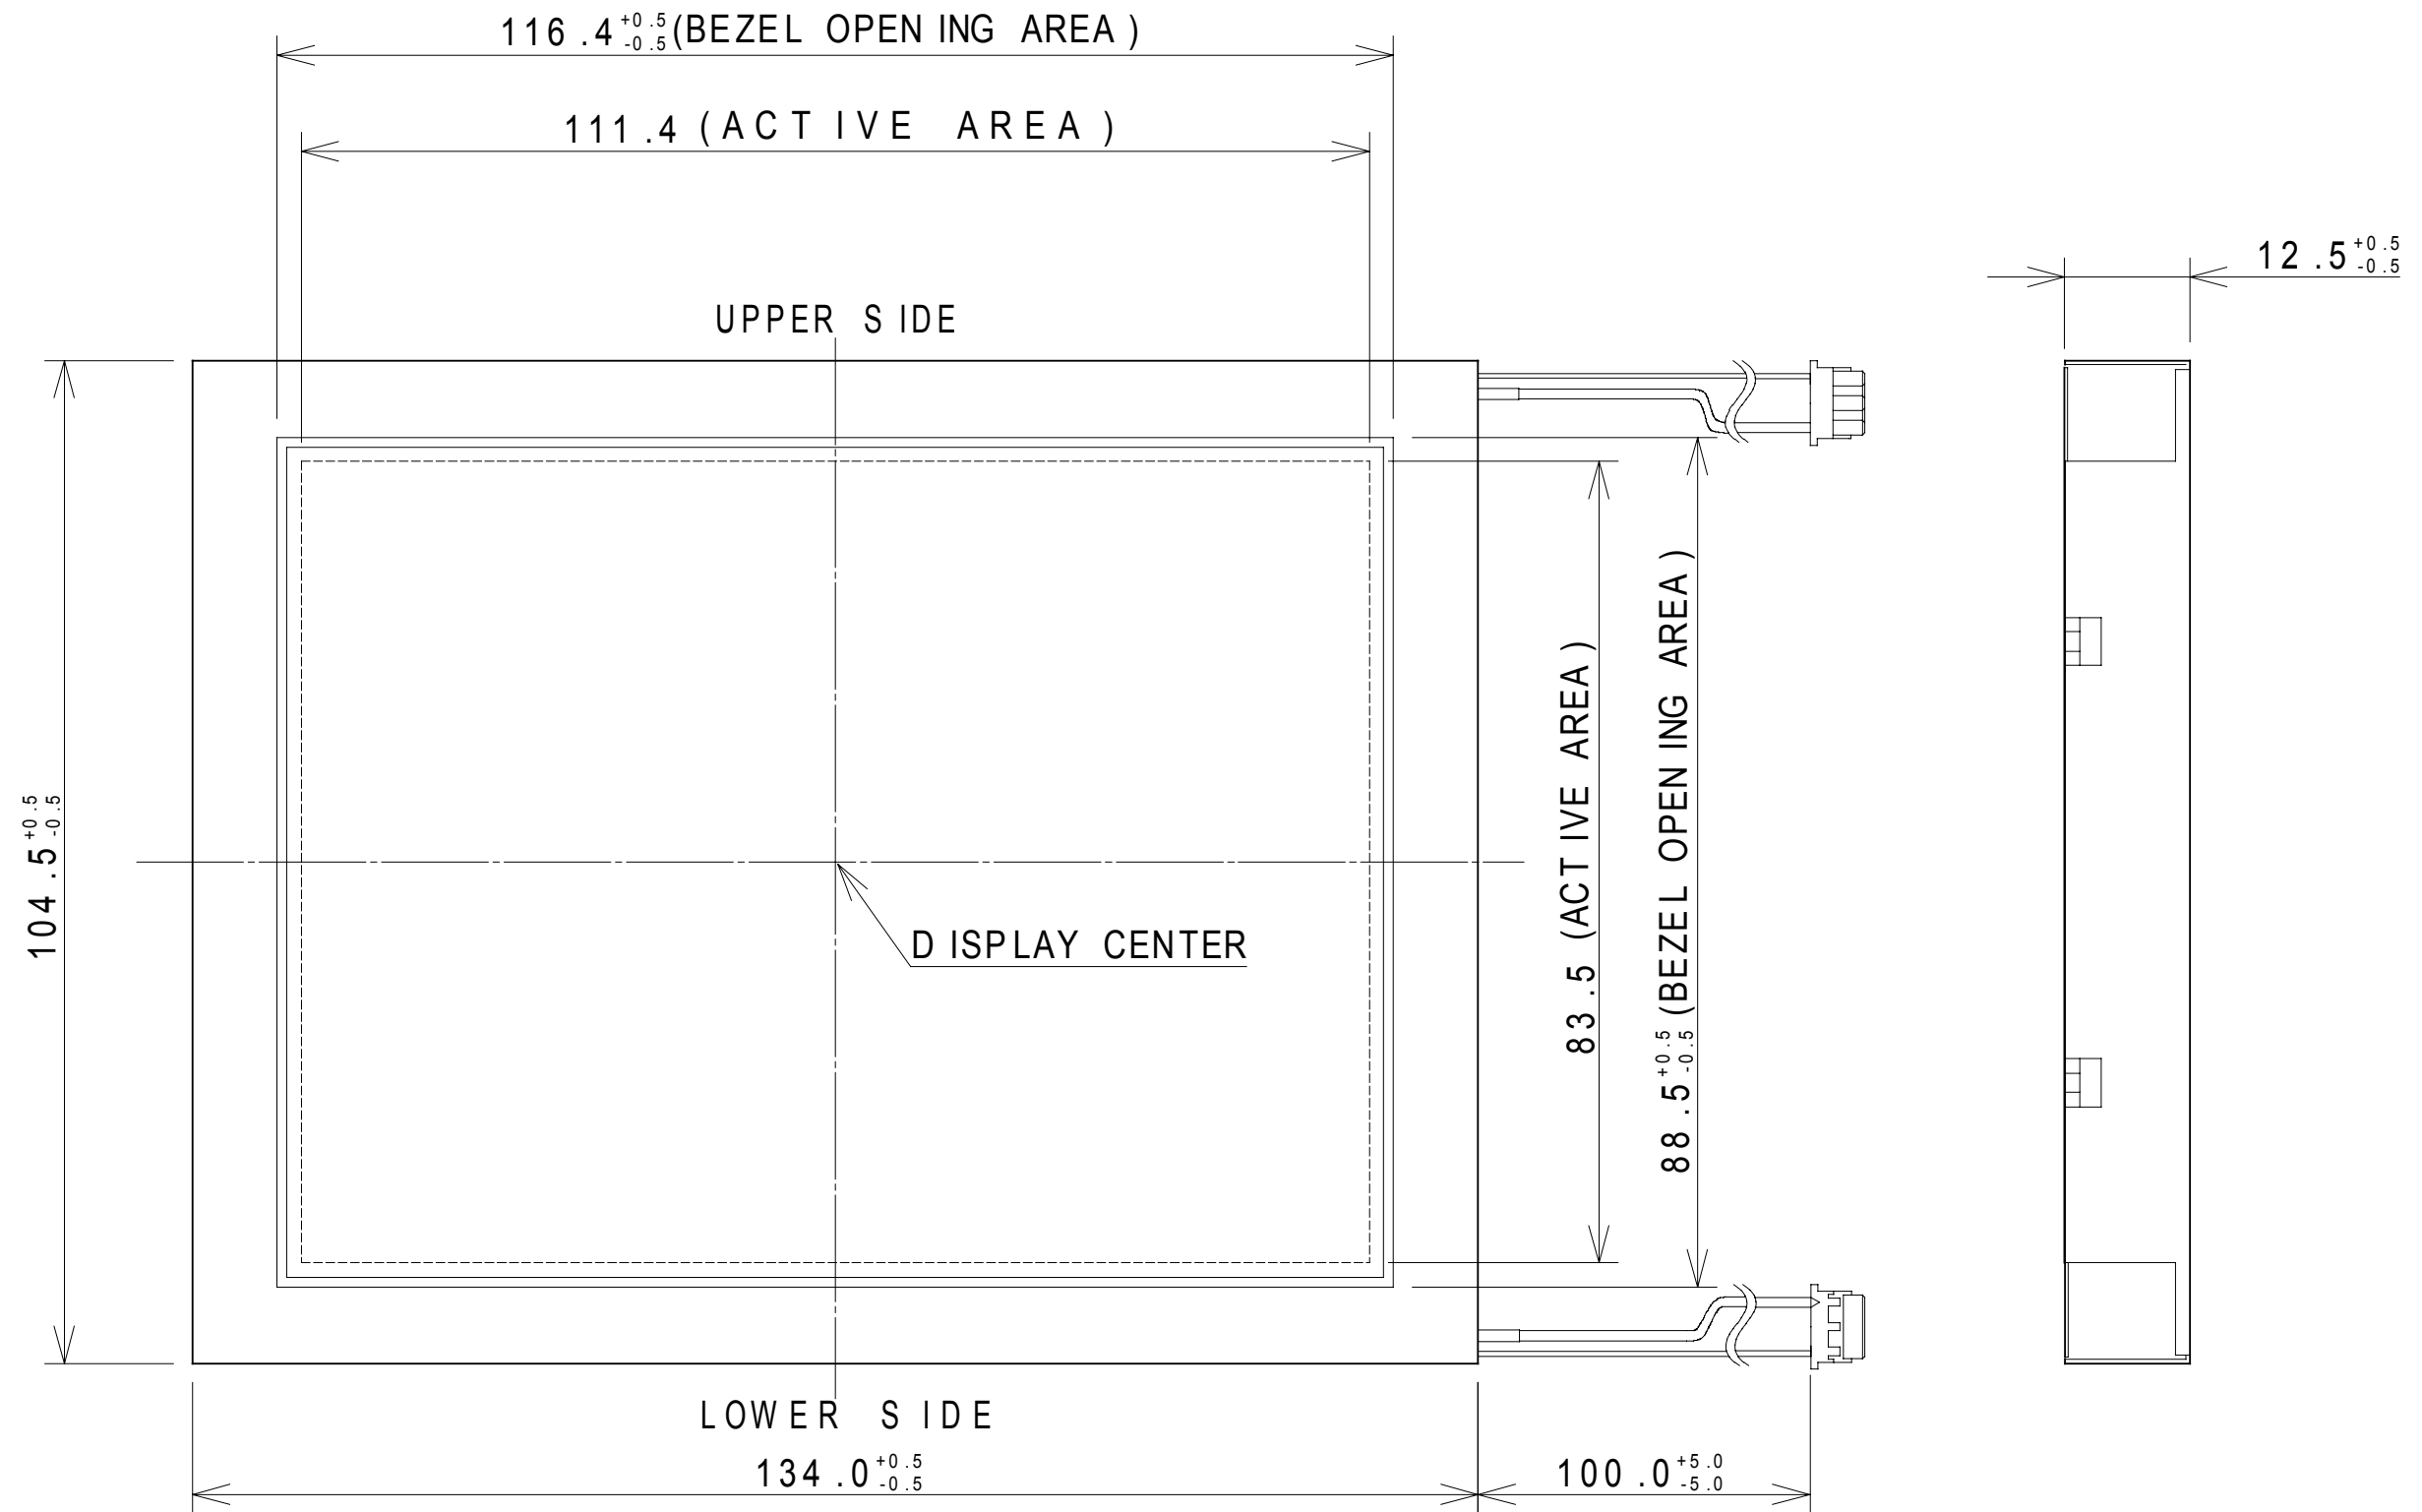 116.4 +0.5 -0.5 (BEZEL OPENING AREA)
111.4 (ACTIVE AREA)
12.5 +0.5 -0.5
UPPER SIDE
104.5 +0.5 -0.5
83.5 (ACTIVE AREA)
88.5 +0.5 -0.5 (BEZEL OPENING AREA)
DISPLAY CENTER
LOWER SIDE
134.0 +0.5 -0.5
100.0 +5.0 -5.0